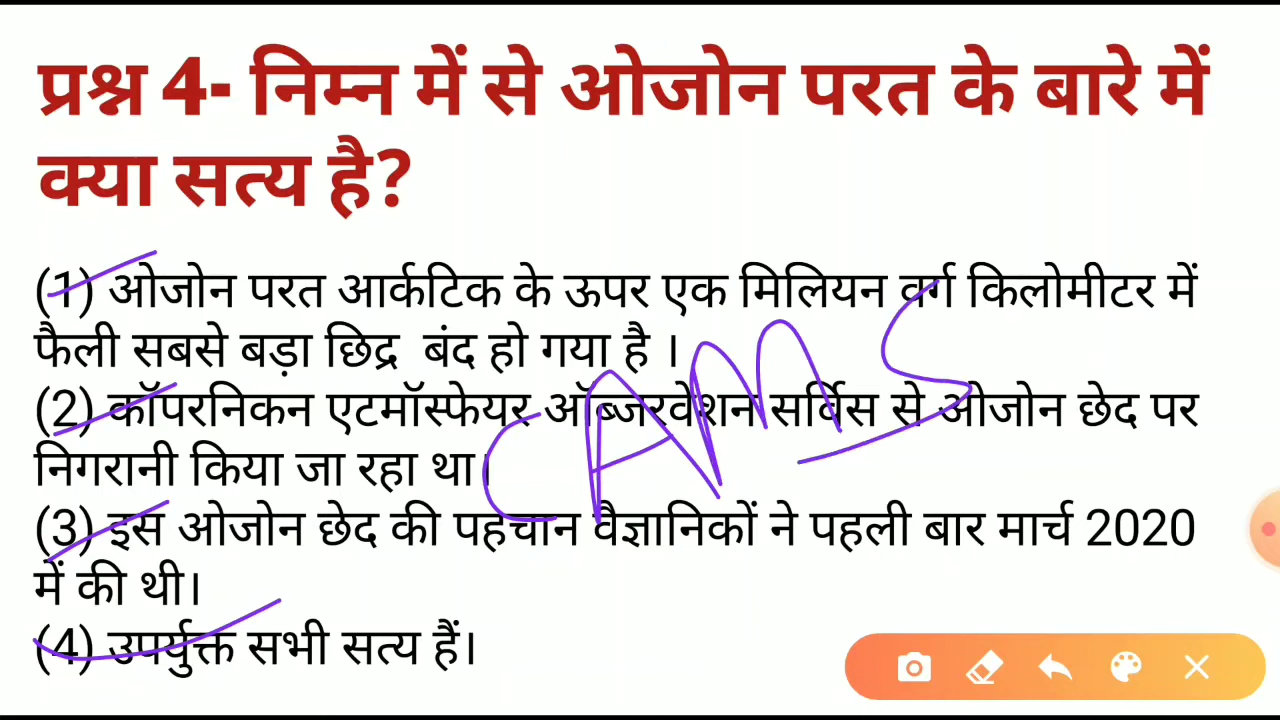 प्रश्न 4- निम्न में से ओजोन परत के बारे में
क्या सत्य है?
(1) ओजोन परत आर्कटिक के ऊपर एक मिलियन वर्ग किलोमीटर में
फैली सबसे बड़ा छिद्र बंद हो गया है ।
(2) कॉपरनिकन एटमॉस्फेयर ऑब्जरवेशन सर्विस से ओजोन छेद पर
निगरानी किया जा रहा था।
CAMS
(3) इस ओजोन छेद की पहचान वैज्ञानिकों ने पहली बार मार्च 2020
में की थी।
(4) उपर्युक्त सभी सत्य हैं।